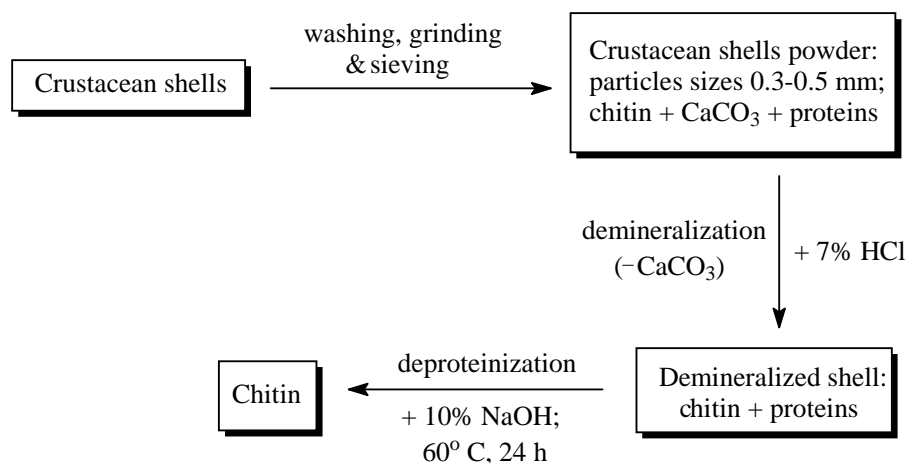 Crustacean shells
washing, grinding
& sieving
Crustacean shells powder:
particles sizes 0.3-0.5 mm;
chitin + CaCO₃ + proteins
demineralization
(−CaCO₃)
+ 7% HCl
Demineralized shell:
chitin + proteins
deproteinization
+ 10% NaOH;
60° C, 24 h
Chitin